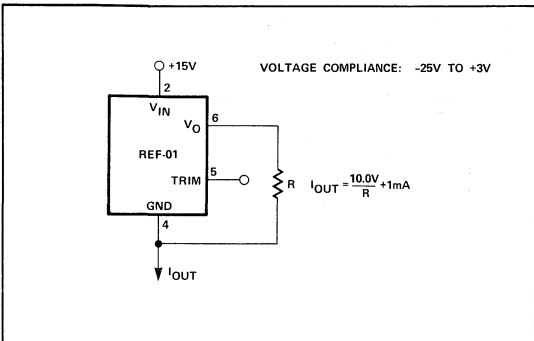 +15V
VOLTAGE COMPLIANCE: -25V TO +3V
2
VIN
VO
6
REF-01
TRIM
5
R
IOUT = 10.0V/R +1mA
GND
4
IOUT